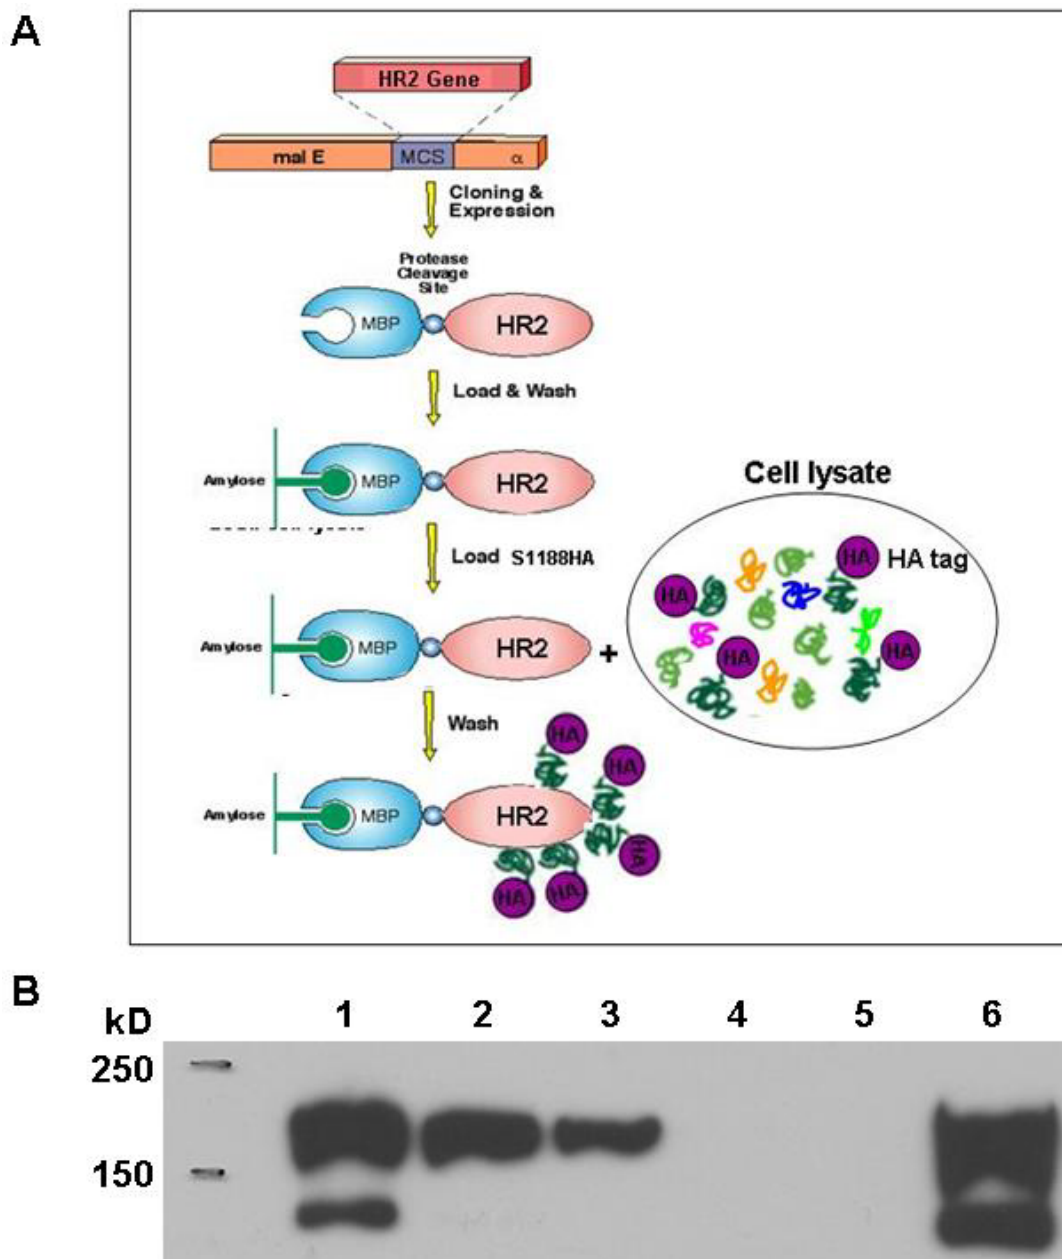 A
HR2 Gene
mal E
MCS
α
Cloning &
Expression
Protease
Cleavage
Site
MBP
HR2
Load & Wash
Amylose
MBP
HR2
Cell lysate
Load S1188HA
HA
HA tag
HA
HA
HA
Amylose
MBP
HR2
+
Wash
HA
HA
Amylose
MBP
HR2
HA
HA
HA
B
kD
1
2
3
4
5
6
250
150